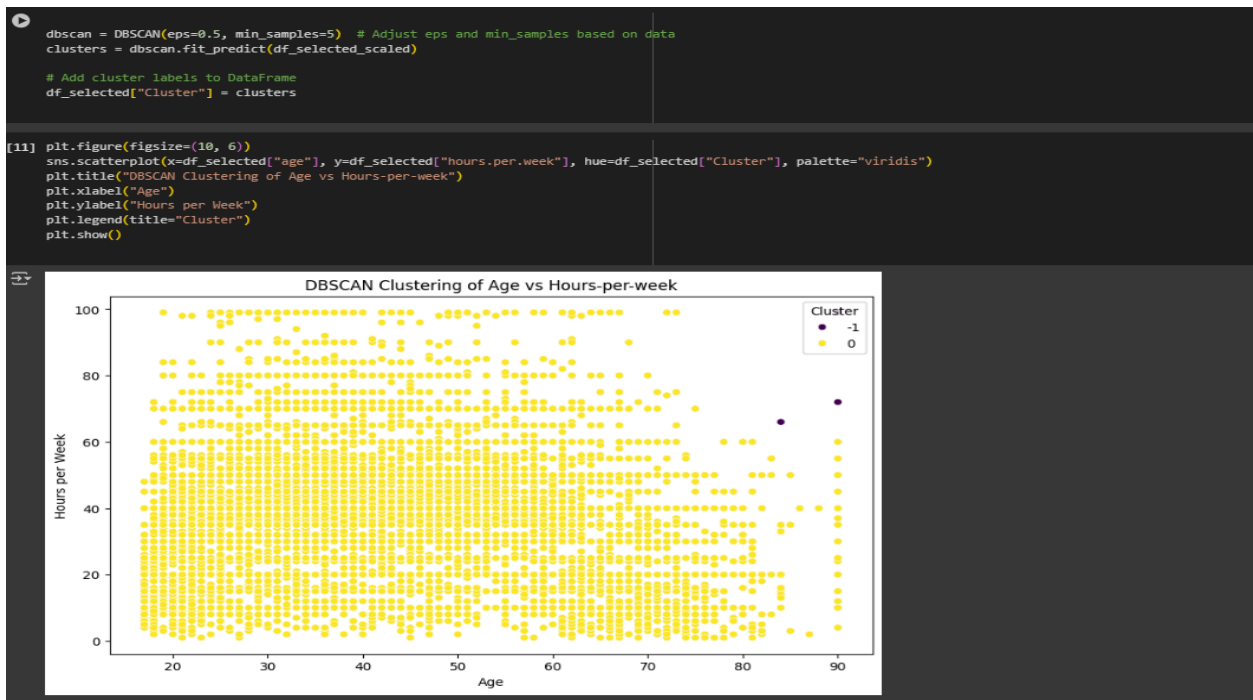 dbscan = DBSCAN(eps=0.5, min_samples=5)  # Adjust eps and min_samples based on data
clusters = dbscan.fit_predict(df_selected_scaled)
# Add cluster labels to DataFrame
df_selected["Cluster"] = clusters
[11] plt.figure(figsize=(10, 6))
sns.scatterplot(x=df_selected["age"], y=df_selected["hours.per.week"], hue=df_selected["Cluster"], palette="viridis")
plt.title("DBSCAN Clustering of Age vs Hours-per-week")
plt.xlabel("Age")
plt.ylabel("Hours per Week")
plt.legend(title="Cluster")
plt.show()
DBSCAN Clustering of Age vs Hours-per-week
Cluster
-1
0
Hours per Week
100
80
60
40
20
0
20 30 40 50 60 70 80 90
Age